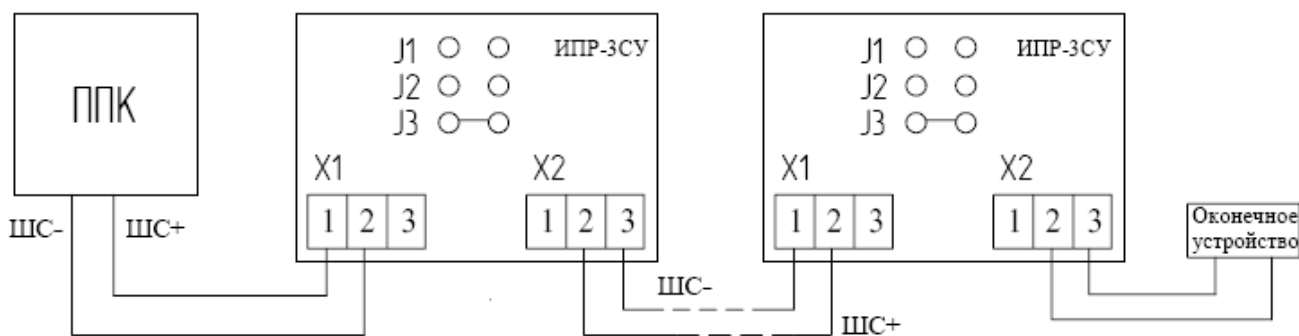 ППК
ШС-
ШС+
J1
J2
J3
ИПР-3СУ
X1
1 2 3
X2
1 2 3
ШС-
ШС+
J1
J2
J3
ИПР-3СУ
X1
1 2 3
X2
1 2 3
Оконечное
устройство